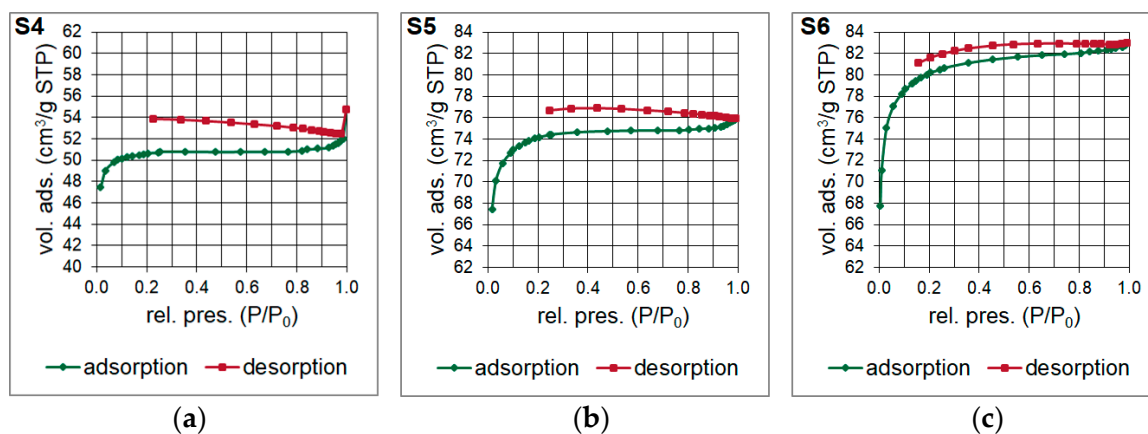 S4
vol. ads. (cm³/g STP)
62
60
58
56
54
52
50
48
46
44
42
40
0.0 0.2 0.4 0.6 0.8 1.0
rel. pres. (P/P₀)
adsorption desorption
(a)
S5
vol. ads. (cm³/g STP)
84
82
80
78
76
74
72
70
68
66
64
62
0.0 0.2 0.4 0.6 0.8 1.0
rel. pres. (P/P₀)
adsorption desorption
(b)
S6
vol. ads. (cm³/g STP)
84
82
80
78
76
74
72
70
68
66
64
62
0.0 0.2 0.4 0.6 0.8 1.0
rel. pres. (P/P₀)
adsorption desorption
(c)